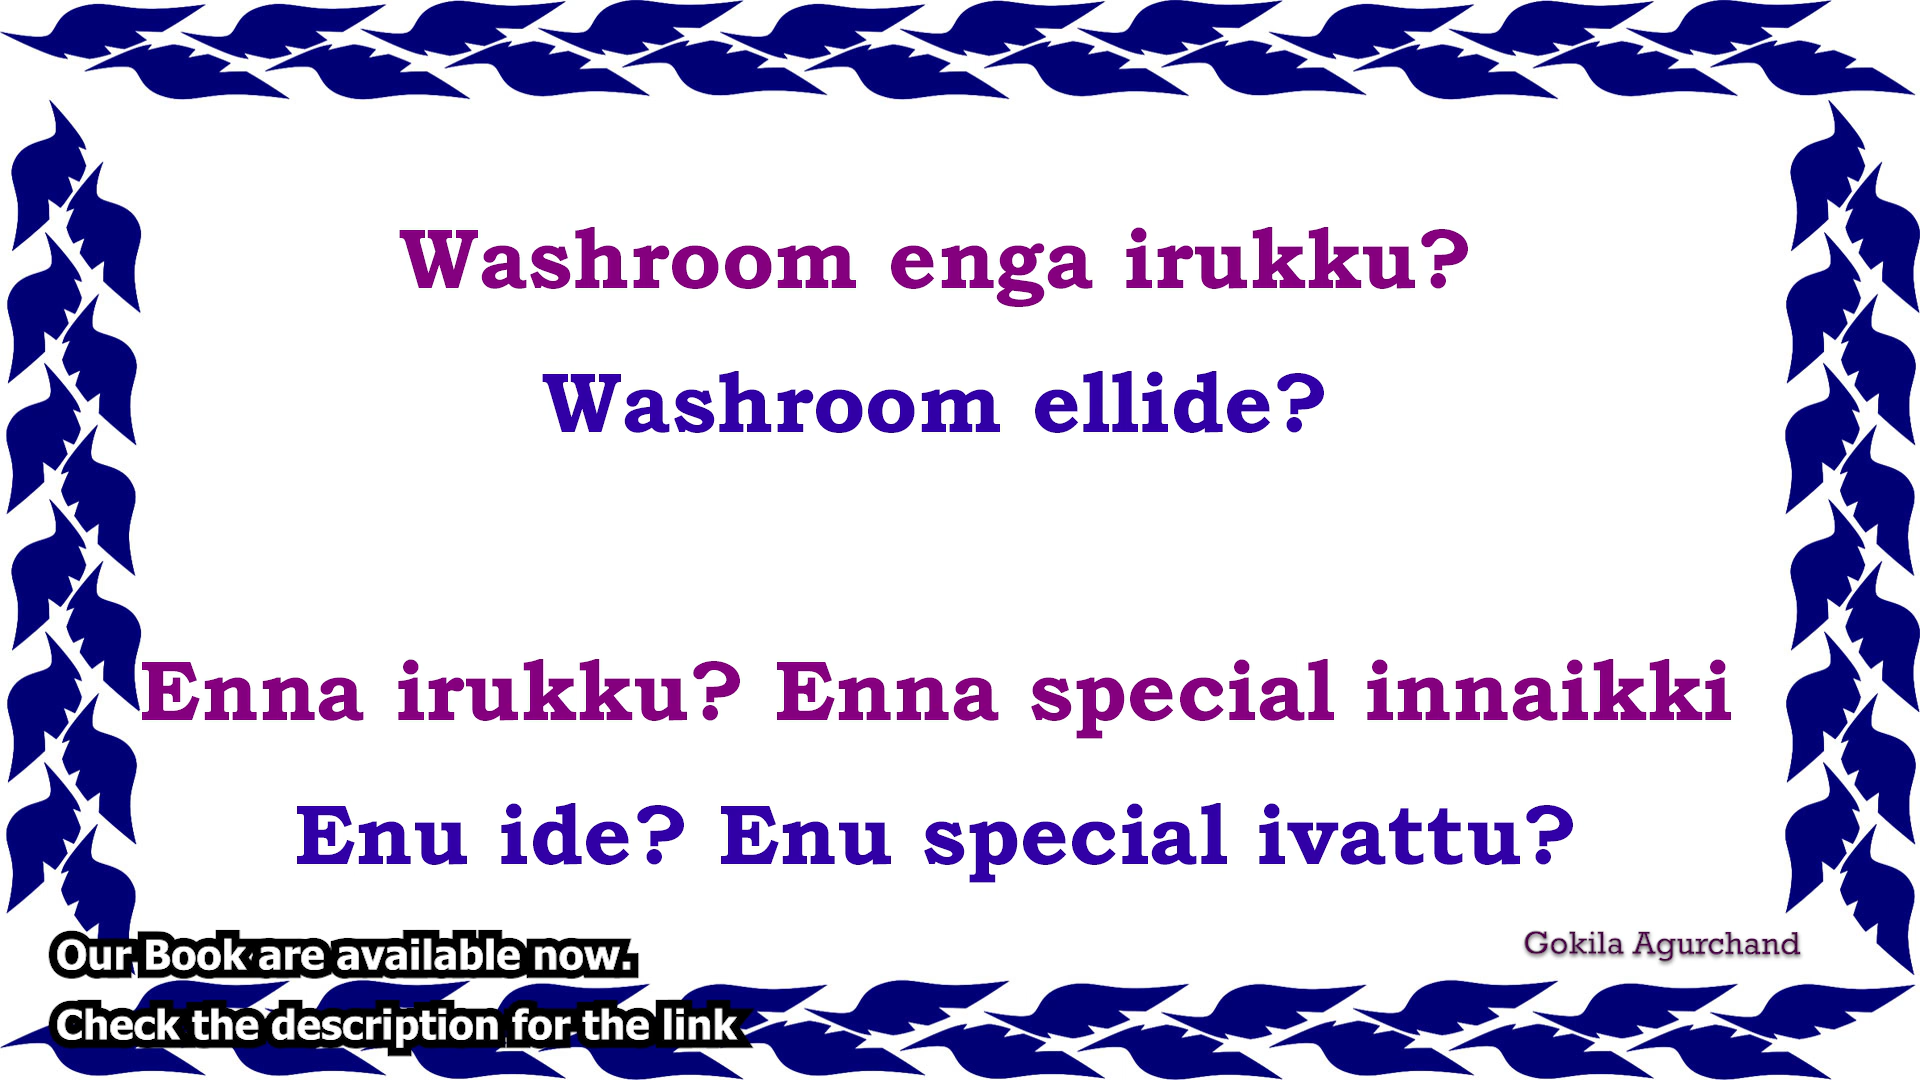 Washroom enga irukku?
Washroom ellide?
Enna irukku? Enna special innaikki
Enu ide? Enu special ivattu?
Gokila Agurchand
Our Book are available now.
Check the description for the link